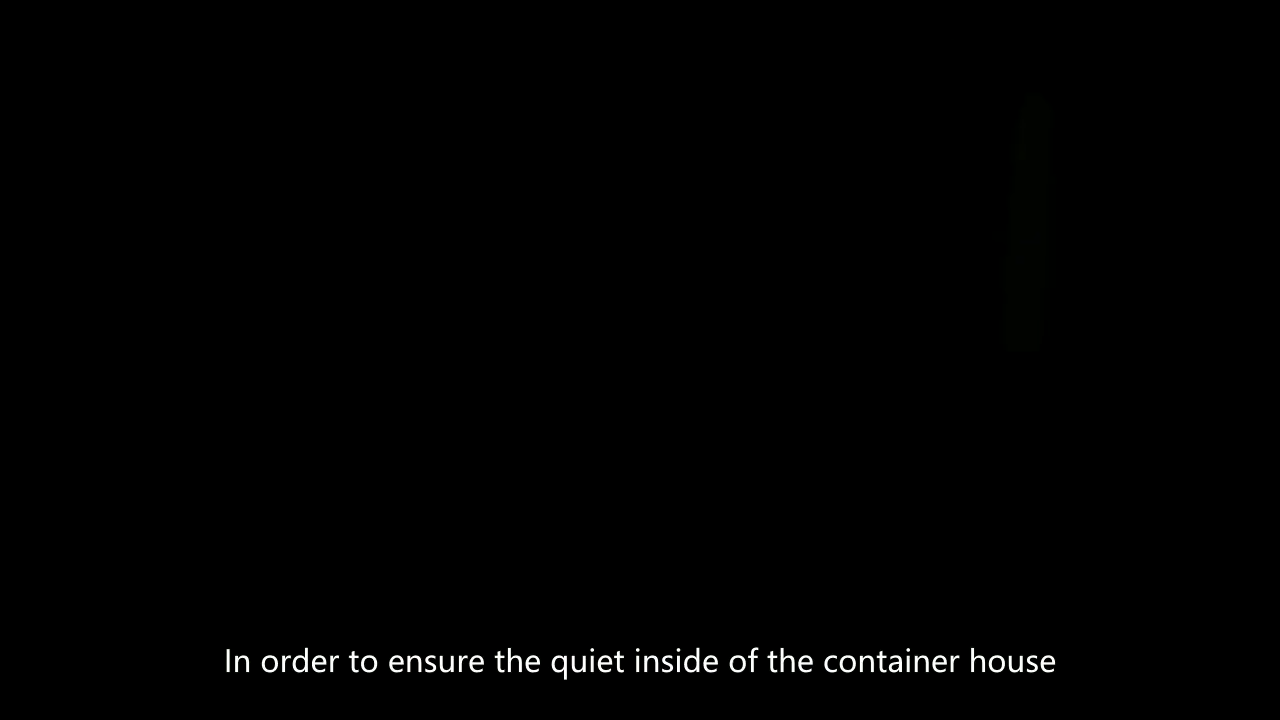 In order to ensure the quiet inside of the container house